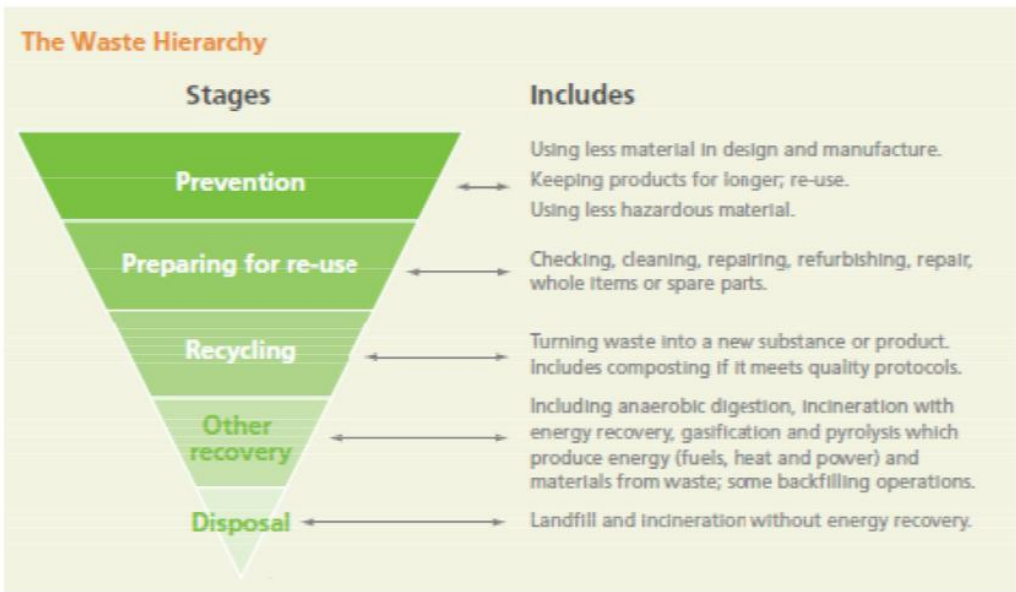 The Waste Hierarchy
Stages
Includes
Prevention
Using less material in design and manufacture.
Keeping products for longer; re-use.
Using less hazardous material.
Preparing for re-use
Checking, cleaning, repairing, refurbishing, repair,
whole items or spare parts.
Recycling
Turning waste into a new substance or product.
Includes composting if it meets quality protocols.
Other
recovery
Including anaerobic digestion, incineration with
energy recovery, gasification and pyrolysis which
produce energy (fuels, heat and power) and
materials from waste; some backfilling operations.
Disposal
Landfill and incineration without energy recovery.